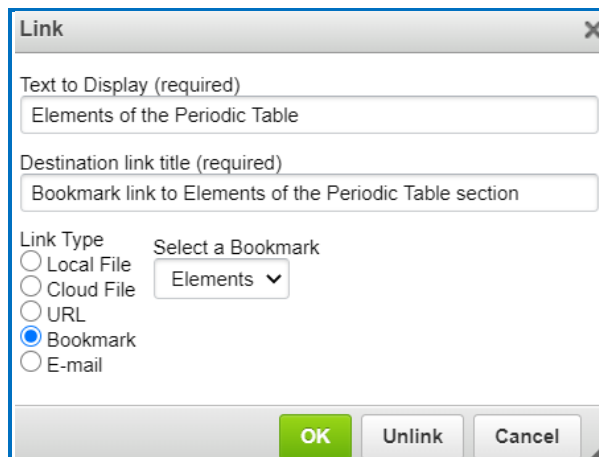 Link
Text to Display (required)
Elements of the Periodic Table
Destination link title (required)
Bookmark link to Elements of the Periodic Table section
Link Type
Local File
Cloud File
URL
Bookmark
E-mail
Select a Bookmark
Elements
OK
Unlink
Cancel